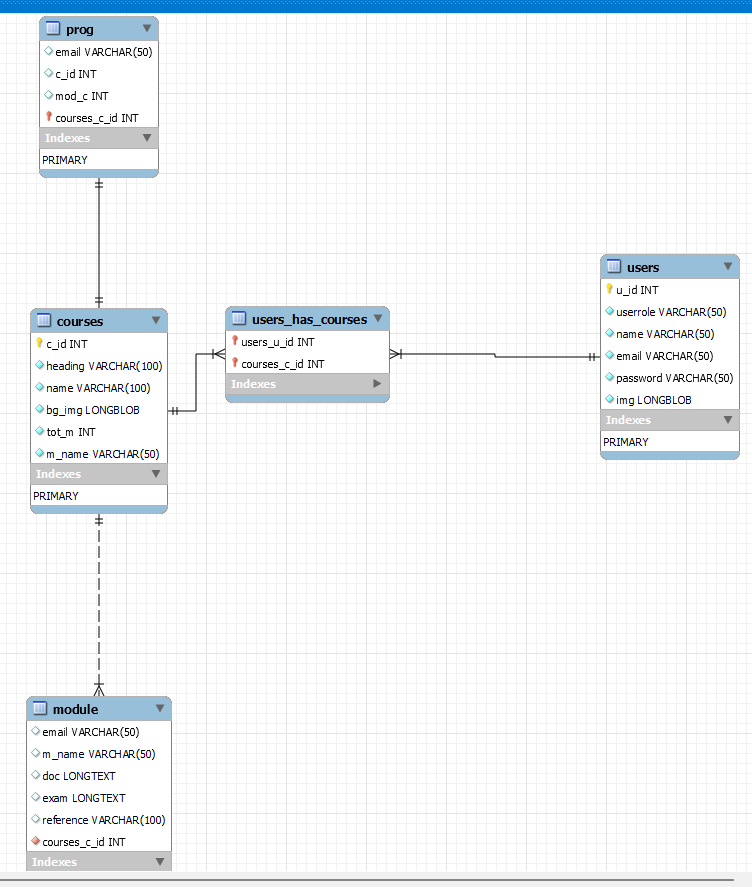 prog
email VARCHAR(50)
c_id INT
mod_c INT
courses_c_id INT
Indexes
PRIMARY
courses
c_id INT
heading VARCHAR(100)
name VARCHAR(100)
bg_img LONGBLOB
tot_m INT
m_name VARCHAR(50)
Indexes
PRIMARY
users_has_courses
users_u_id INT
courses_c_id INT
Indexes
users
u_id INT
userrole VARCHAR(50)
name VARCHAR(50)
email VARCHAR(50)
password VARCHAR(50)
img LONGBLOB
Indexes
PRIMARY
module
email VARCHAR(50)
m_name VARCHAR(50)
doc LONGTEXT
exam LONGTEXT
reference VARCHAR(100)
courses_c_id INT
Indexes